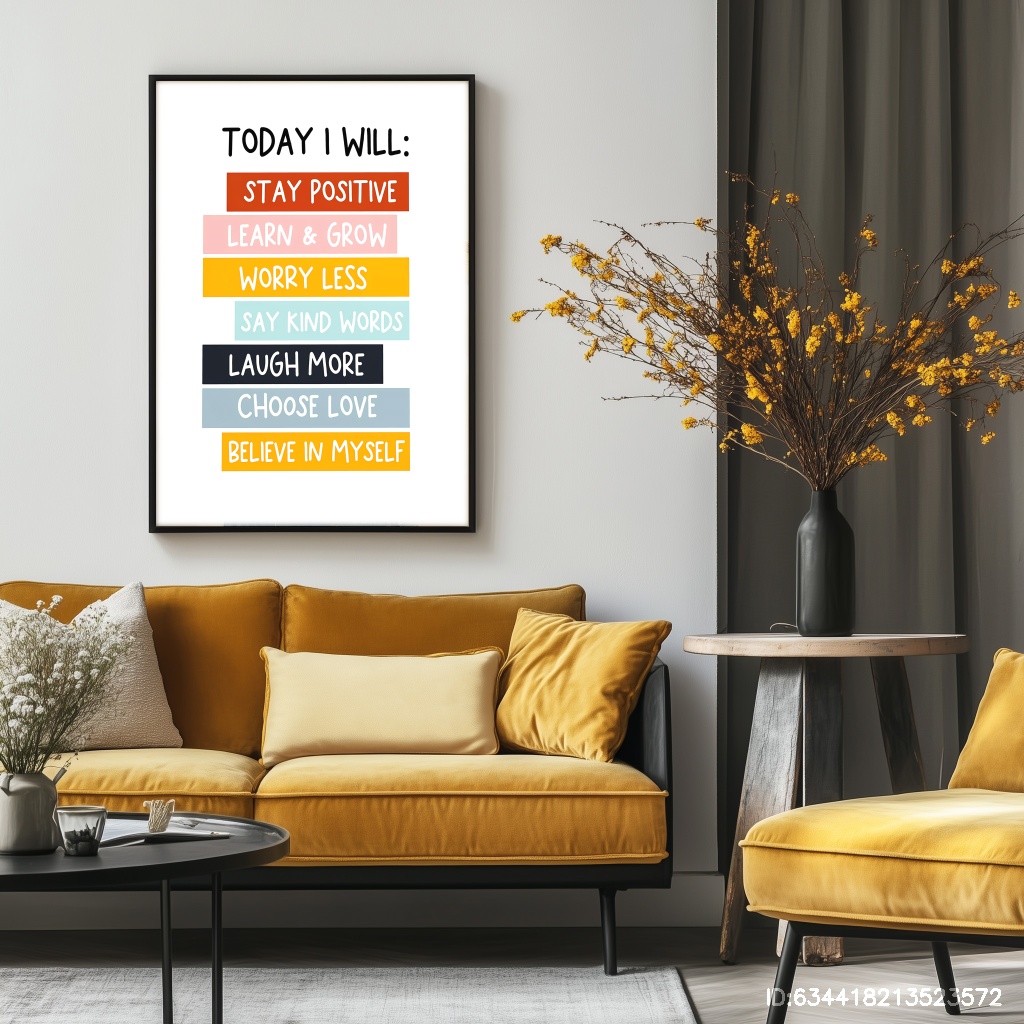 TODAY I WILL:
STAY POSITIVE
LEARN & GROW
WORRY LESS
SAY KIND WORDS
LAUGH MORE
CHOOSE LOVE
BELIEVE IN MYSELF
ID:634418213523572